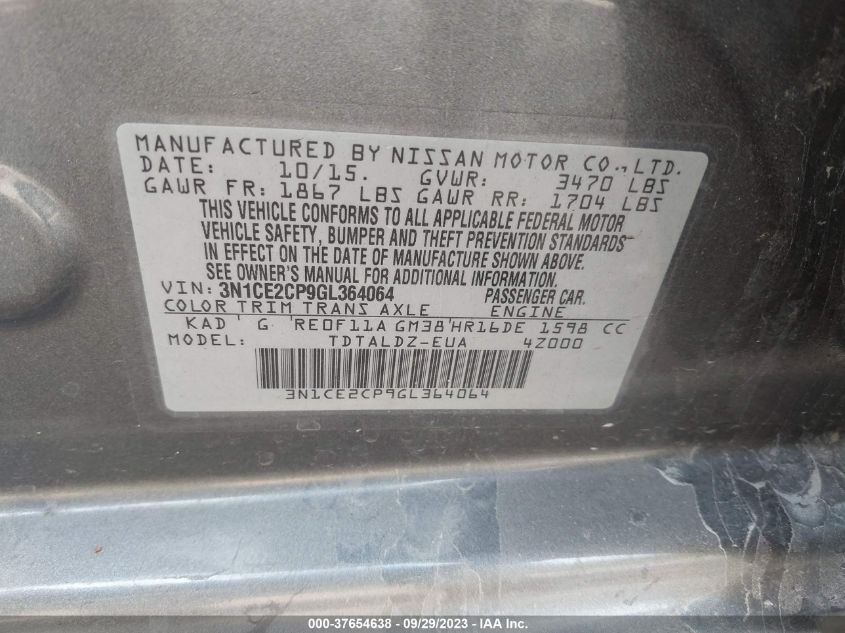 MANUFACTURED BY NISSAN MOTOR CO., LTD.
DATE: 10/15. GVWR: 3470 LBS
GAWR FR: 1867 LBS GAWR RR: 1704 LBS
THIS VEHICLE CONFORMS TO ALL APPLICABLE FEDERAL MOTOR
VEHICLE SAFETY, BUMPER AND THEFT PREVENTION STANDARDS
IN EFFECT ON THE DATE OF MANUFACTURE SHOWN ABOVE.
SEE OWNER'S MANUAL FOR ADDITIONAL INFORMATION.
VIN: 3N1CE2CP9GL364064 PASSENGER CAR.
COLOR TRIM TRANS AXLE ENGINE
KAD ' G 'RE0F11A GM38'HR16DE 1598 CC
MODEL: TDTALDZ-EUA 4Z000
3N1CE2CP9GL364064
000-37654638 - 09/29/2023 - IAA Inc.